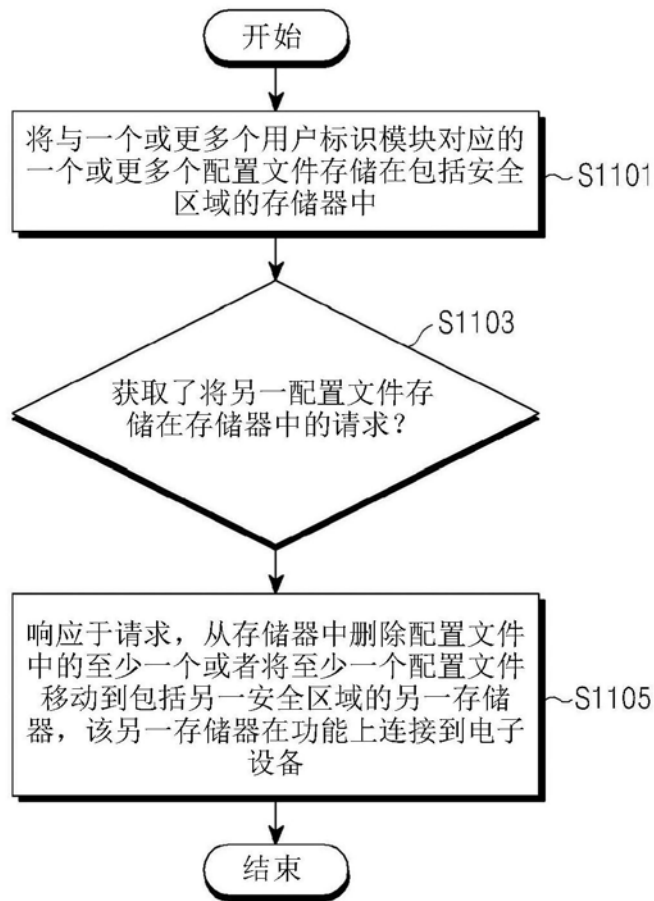 开始
将与一个或更多个用户标识模块对应的
一个或更多个配置文件存储在包括安全
区域的存储器中
S1101
S1103
获取了将另一配置文件存
储在存储器中的请求?
响应于请求，从存储器中删除配置文件
中的至少一个或者将至少一个配置文件
移动到包括另一安全区域的另一存储
器，该另一存储器在功能上连接到电子
设备
S1105
结束